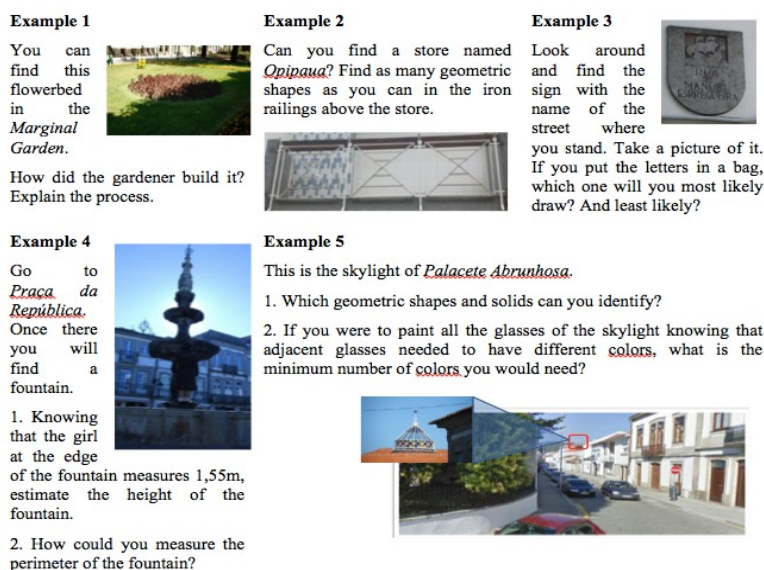 Example 1
You can
find this
flowerbed
in the
Marginal
Garden.
How did the gardener build it?
Explain the process.
Example 2
Can you find a store named
Opipaua? Find as many geometric
shapes as you can in the iron
railings above the store.
Example 3
Look around
and find the
sign with the
name of the
street where
you stand. Take a picture of it.
If you put the letters in a bag,
which one will you most likely
draw? And least likely?
RUA
MANUEL
ESPREGUEIRA
Example 4
Go to
Praça da
República.
Once there
you will
find a
fountain.
1. Knowing
that the girl
at the edge
of the fountain measures 1,55m,
estimate the height of the
fountain.
2. How could you measure the
perimeter of the fountain?
Example 5
This is the skylight of Palacete Abrunhosa.
1. Which geometric shapes and solids can you identify?
2. If you were to paint all the glasses of the skylight knowing that
adjacent glasses needed to have different colors, what is the
minimum number of colors you would need?